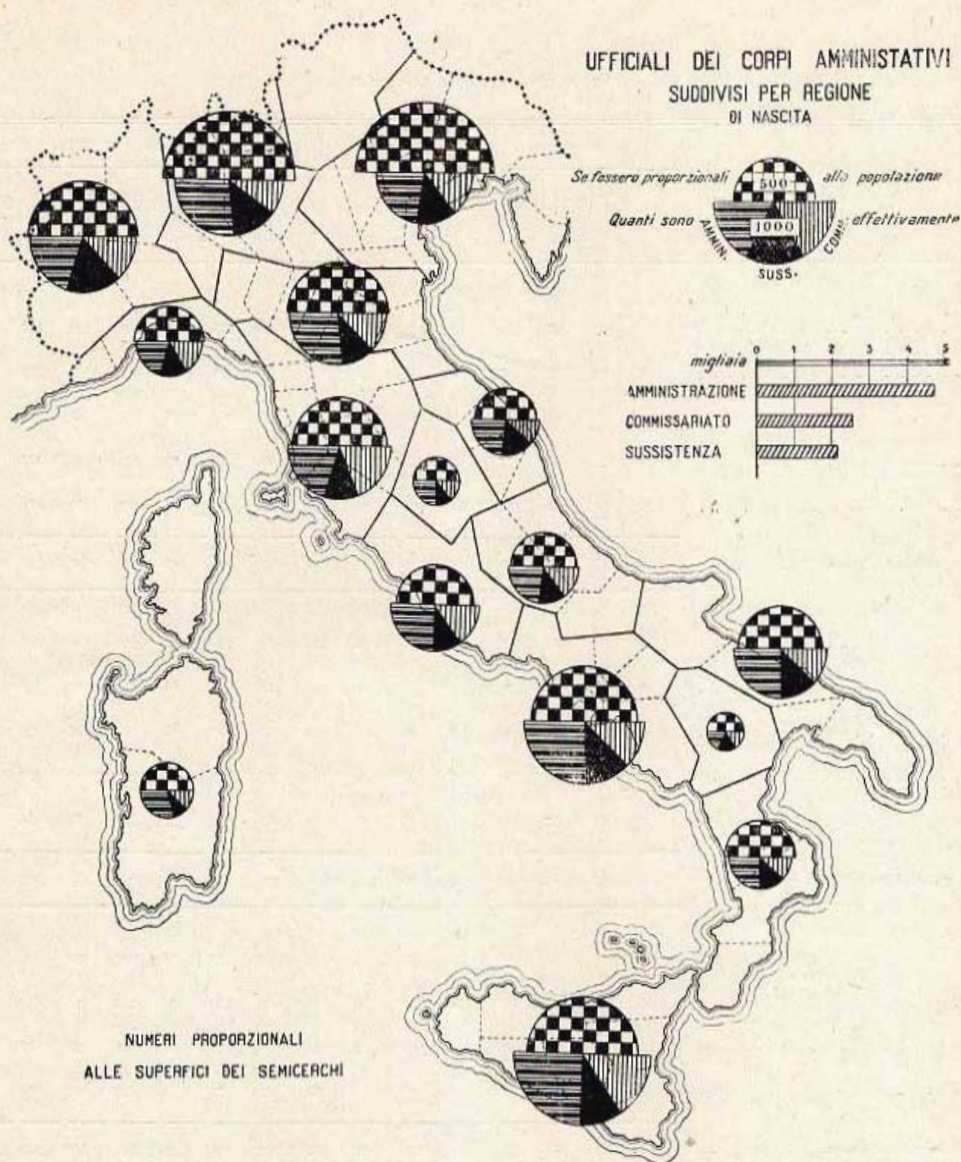 UFFICIALI DEI CORPI AMMINISTATIVI
SUDDIVISI PER REGIONE
DI NASCITA
Se fossero proporzionali 500 alla popolazione
Quanti sono 1000 effettivamente
AMMIN. SUSS. COMM.
migliaia 0 1 2 3 4 5
AMMINISTRAZIONE
COMMISSARIATO
SUSSISTENZA
NUMERI PROPORZIONALI
ALLE SUPERFICI DEI SEMICERCHI